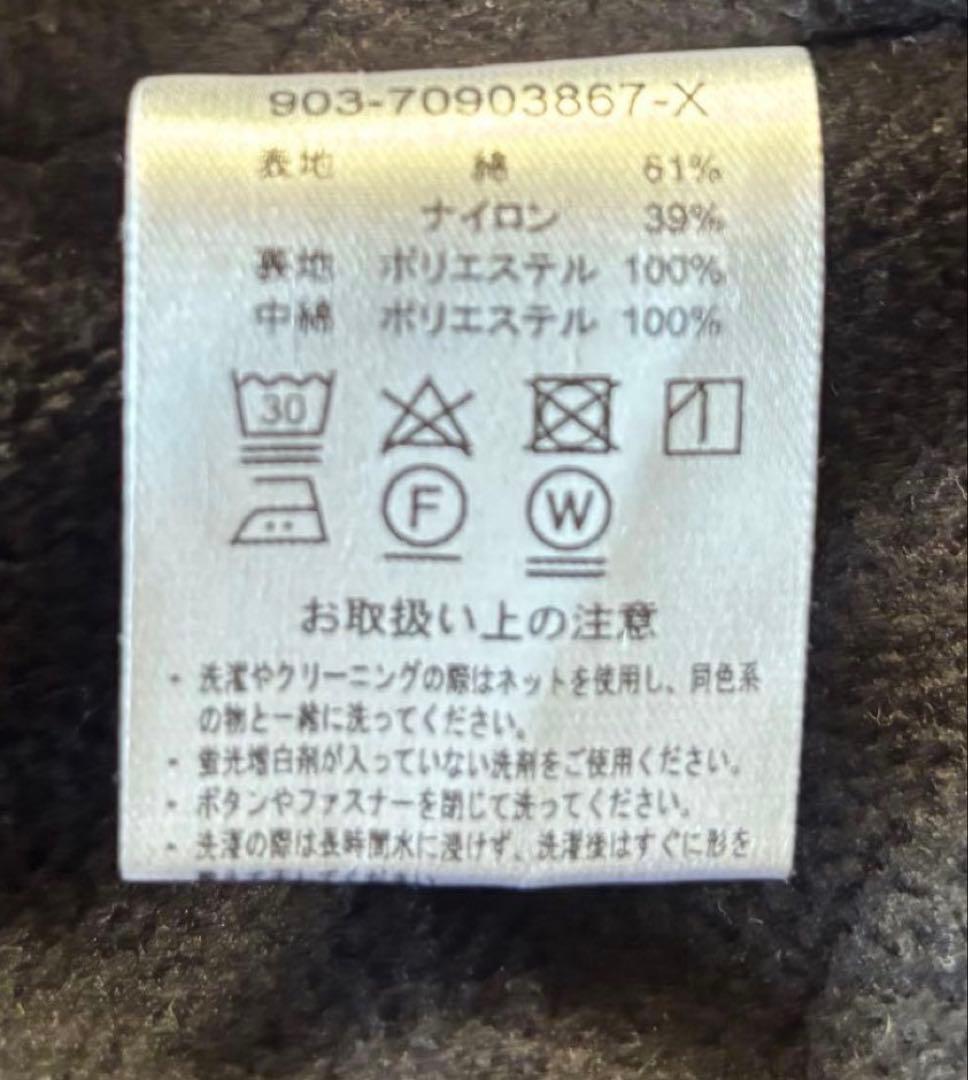 903-70903867-X
表地 綿 61%
ナイロン 39%
裏地 ポリエステル 100%
中綿 ポリエステル 100%
30
F W
お取扱い上の注意
・洗濯やクリーニングの際はネットを使用し、同色系
の物と一緒に洗ってください。
・蛍光増白剤が入っていない洗剤をご使用ください。
・ボタンやファスナーを閉じて洗ってください。
・洗濯の際は長時間水に浸けず、洗濯後はすぐに形を
ください